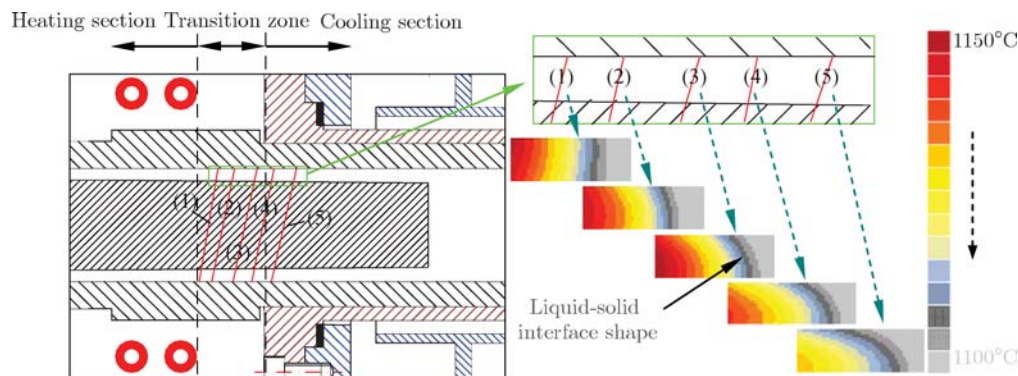 Heating section Transition zone Cooling section
(1)
(2)
(4)
(5)
(3)
(1)
(2)
(3)
(4)
(5)
Liquid-solid
interface shape
1150°C
1100°C